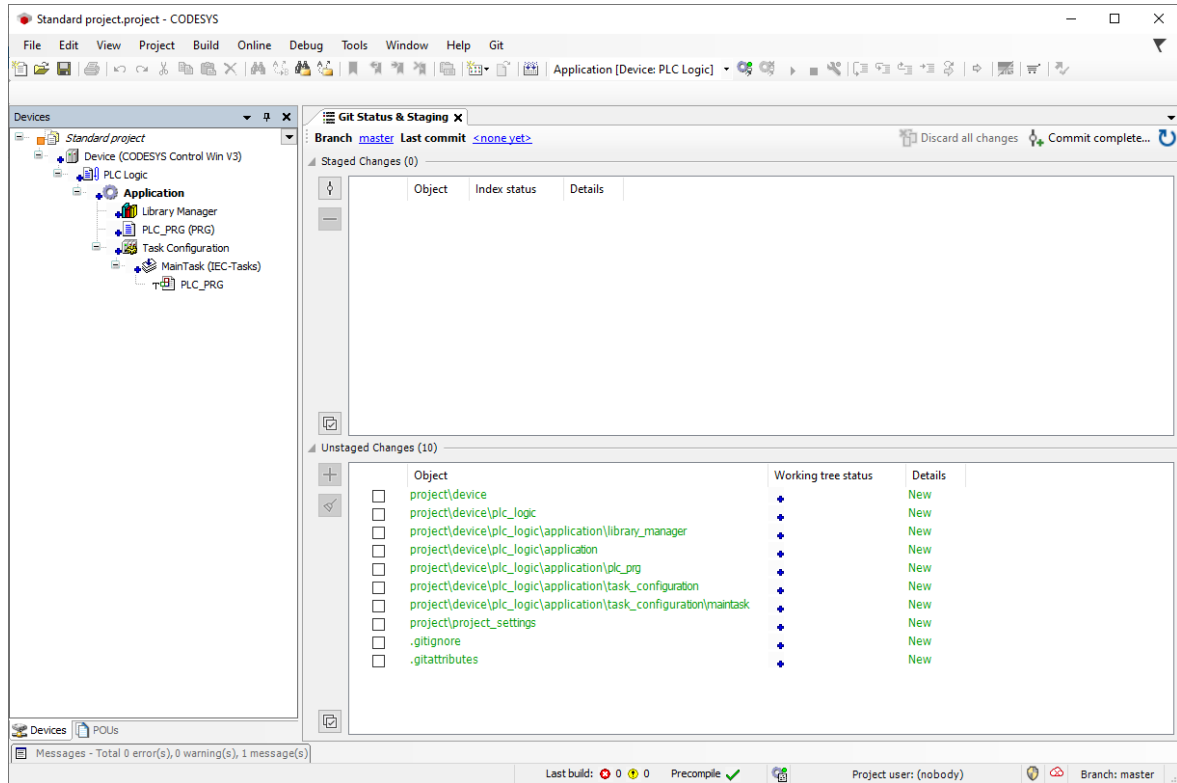 Standard project.project - CODESYS
File Edit View Project Build Online Debug Tools Window Help Git
Application [Device: PLC Logic]
Devices
Standard project
Device (CODESYS Control Win V3)
PLC Logic
Application
Library Manager
PLC_PRG (PRG)
Task Configuration
MainTask (IEC-Tasks)
PLC_PRG
Devices POUs
Git Status & Staging
Branch master Last commit <none yet> Discard all changes Commit complete...
Staged Changes (0)
Object Index status Details
Unstaged Changes (10)
Object Working tree status Details
project\device New
project\device\plc_logic New
project\device\plc_logic\application\library_manager New
project\device\plc_logic\application New
project\device\plc_logic\application\plc_prg New
project\device\plc_logic\application\task_configuration New
project\device\plc_logic\application\task_configuration\maintask New
project\project_settings New
.gitignore New
.gitattributes New
Messages - Total 0 error(s), 0 warning(s), 1 message(s)
Last build: 0 0 Precompile Project user: (nobody) Branch: master